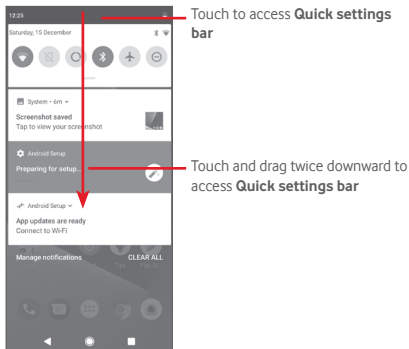 12:25
Saturday, 15 December
System • 6m
Screenshot saved
Tap to view your screenshot
Android Setup
Preparing for setup...
Android Setup
App updates are ready
Connect to Wi-Fi
Manage notifications CLEAR ALL
Touch to access Quick settings
bar
Touch and drag twice downward to
access Quick settings bar